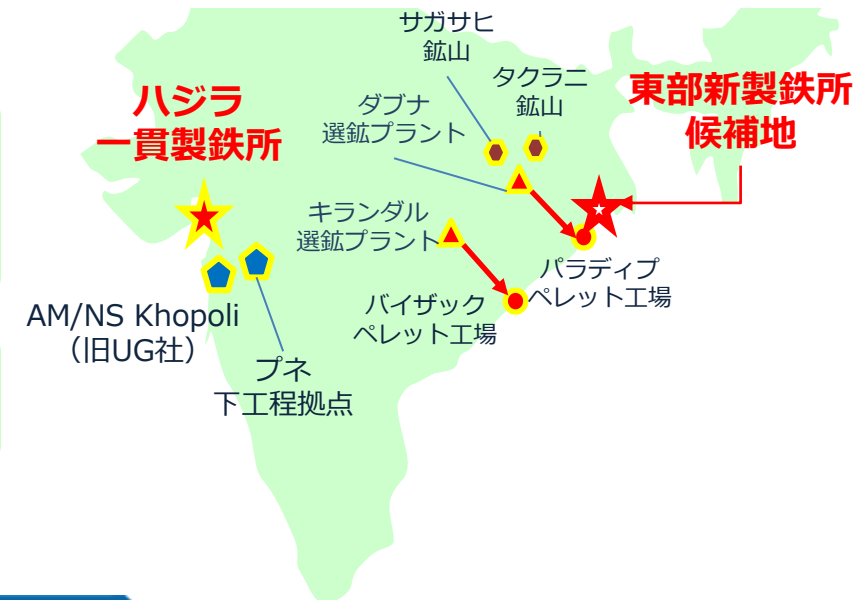 サガサヒ
鉱山
タクラニ
鉱山
東部新製鉄所
候補地
ハジラ
一貫製鉄所
ダブナ
選鉱プラント
キランダル
選鉱プラント
パラディプ
ペレット工場
バイザック
ペレット工場
AM/NS Khopoli
（旧UG社）
プネ
下工程拠点